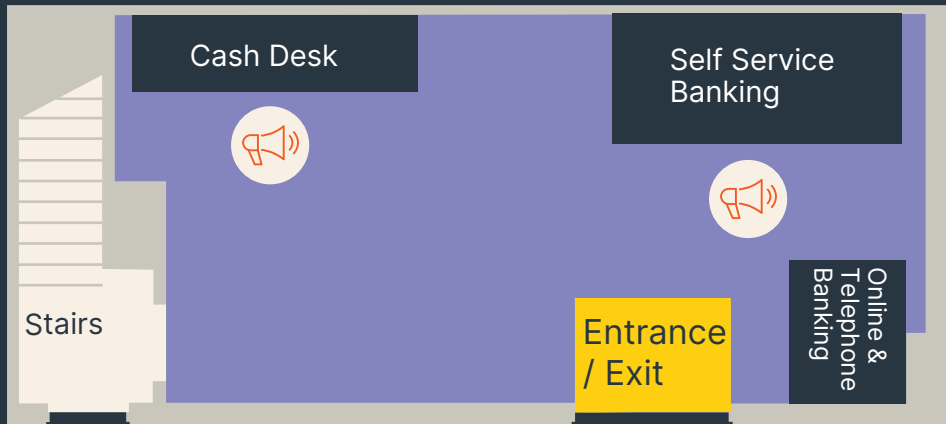 Cash Desk
Self Service
Banking
Stairs
Entrance
/ Exit
Online &
Telephone
Banking